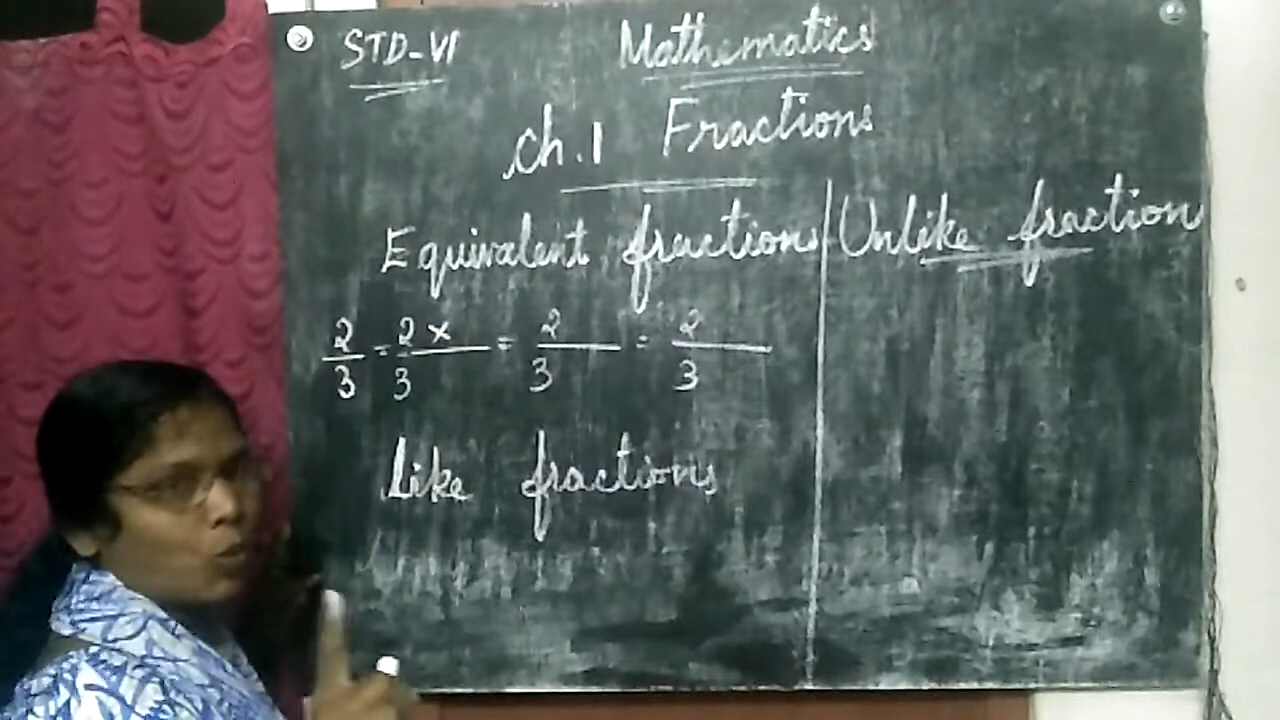 STD-VI
Mathematics
Ch.1 Fractions
Equivalent fractions
2/3 = 2 x/3 = 2/3 = 2/3
Like fractions
Unlike fraction